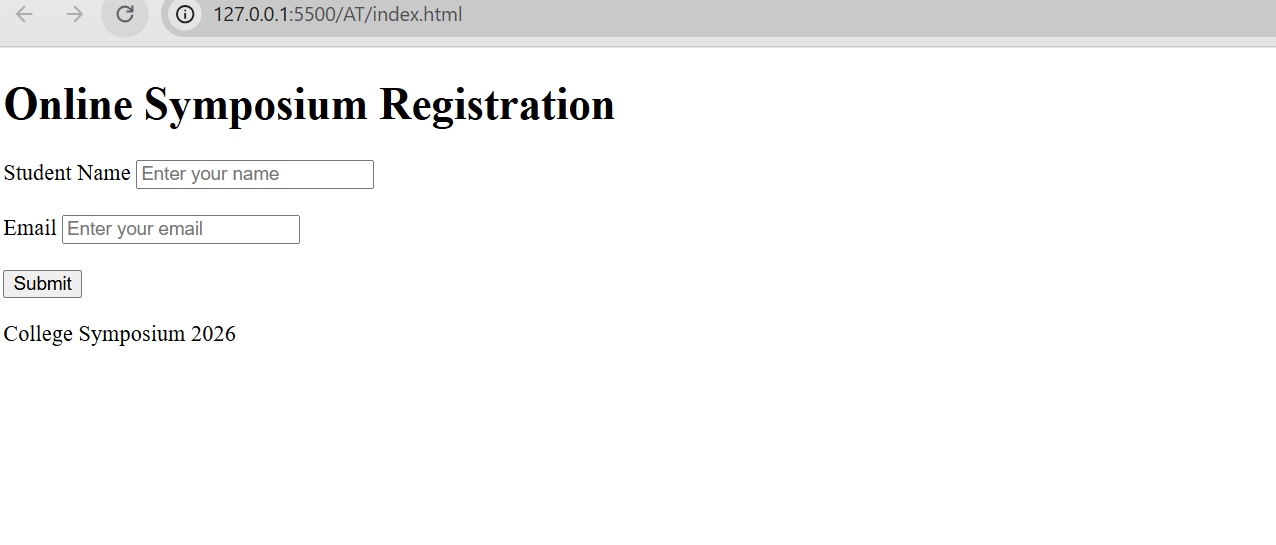 127.0.0.1:5500/AT/index.html
Online Symposium Registration
Student Name Enter your name
Email Enter your email
Submit
College Symposium 2026